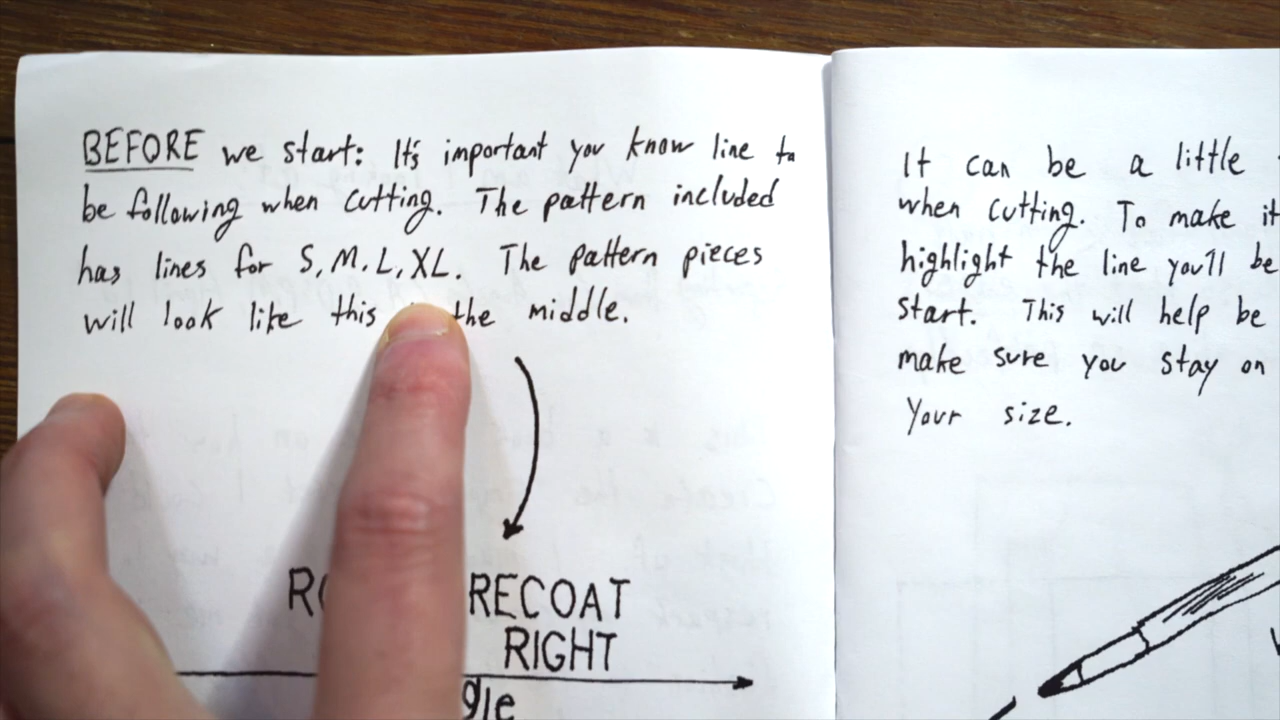 BEFORE we start: It's important you know line to
be following when cutting. The pattern included
has lines for S, M, L, XL. The pattern pieces
will look like this the middle.
RECOAT
RIGHT
It can be a little
when cutting. To make it
highlight the line you'll be
start. This will help be
make sure you stay on
your size.